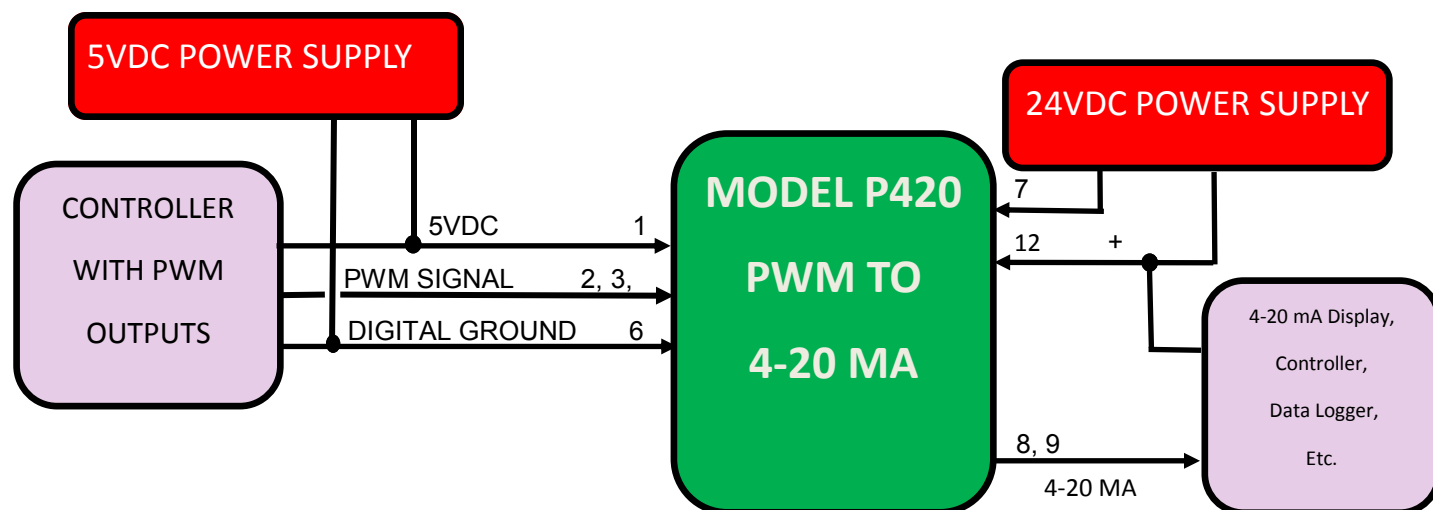 5VDC POWER SUPPLY
24VDC POWER SUPPLY
CONTROLLER
WITH PWM
OUTPUTS
5VDC 1
PWM SIGNAL 2, 3,
DIGITAL GROUND 6
MODEL P420
PWM TO
4-20 MA
7
12 +
8, 9
4-20 MA
4-20 mA Display,
Controller,
Data Logger,
Etc.